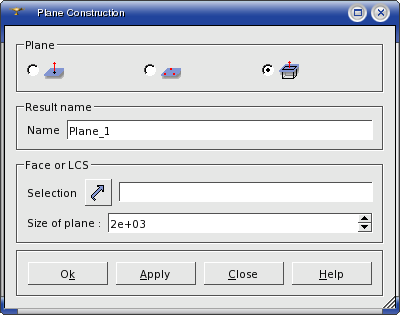 Plane Construction
Plane
Result name
Name Plane_1
Face or LCS
Selection
Size of plane : 2e+03
Ok Apply Close Help